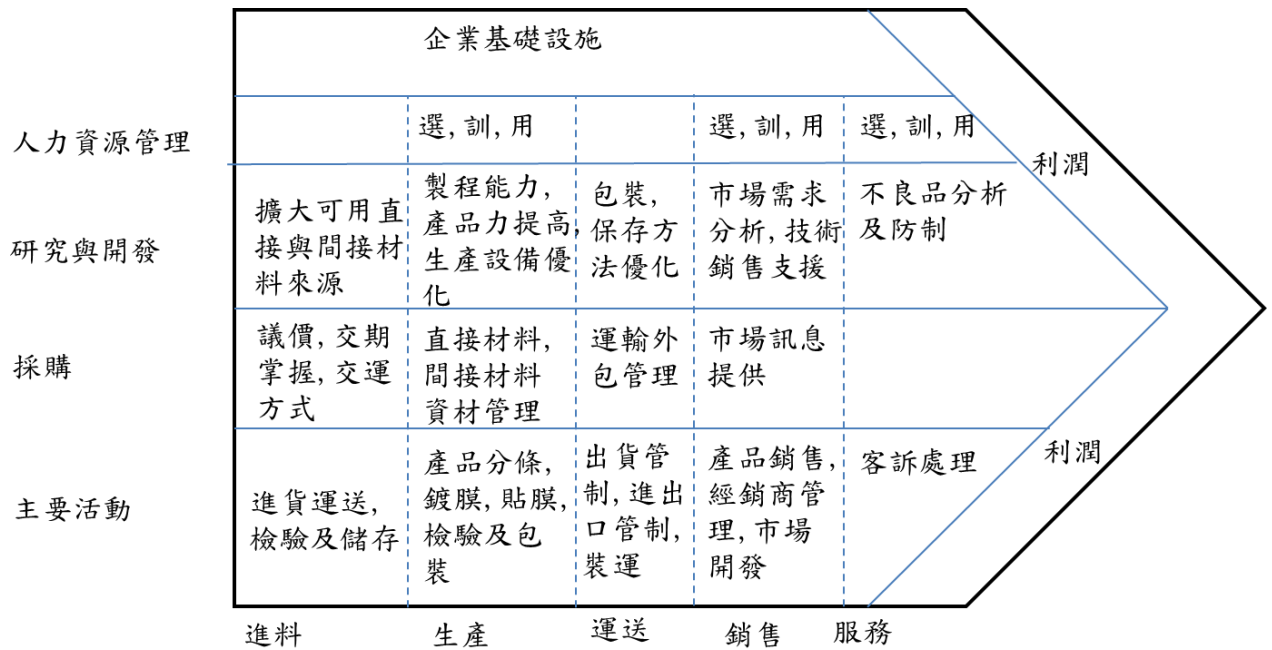 企業基礎設施
人力資源管理
選,訓,用
選,訓,用
選,訓,用
利潤
研究與開發
擴大可用直
接與間接材
料來源
製程能力,
產品力提高,
生產設備優
化
包裝,
保存方
法優化
市場需求
分析,技術
銷售支援
不良品分析
及防制
採購
議價,交期
掌握,交運
方式
直接材料,
間接材料
資材管理
運輸外
包管理
市場訊息
提供
利潤
主要活動
進貨運送,
檢驗及儲存
產品分條,
鍍膜,貼膜,
檢驗及包
裝
出貨管
制,進出
口管制,
裝運
產品銷售,
經銷商管
理,市場
開發
客訴處理
進料
生產
運送
銷售
服務